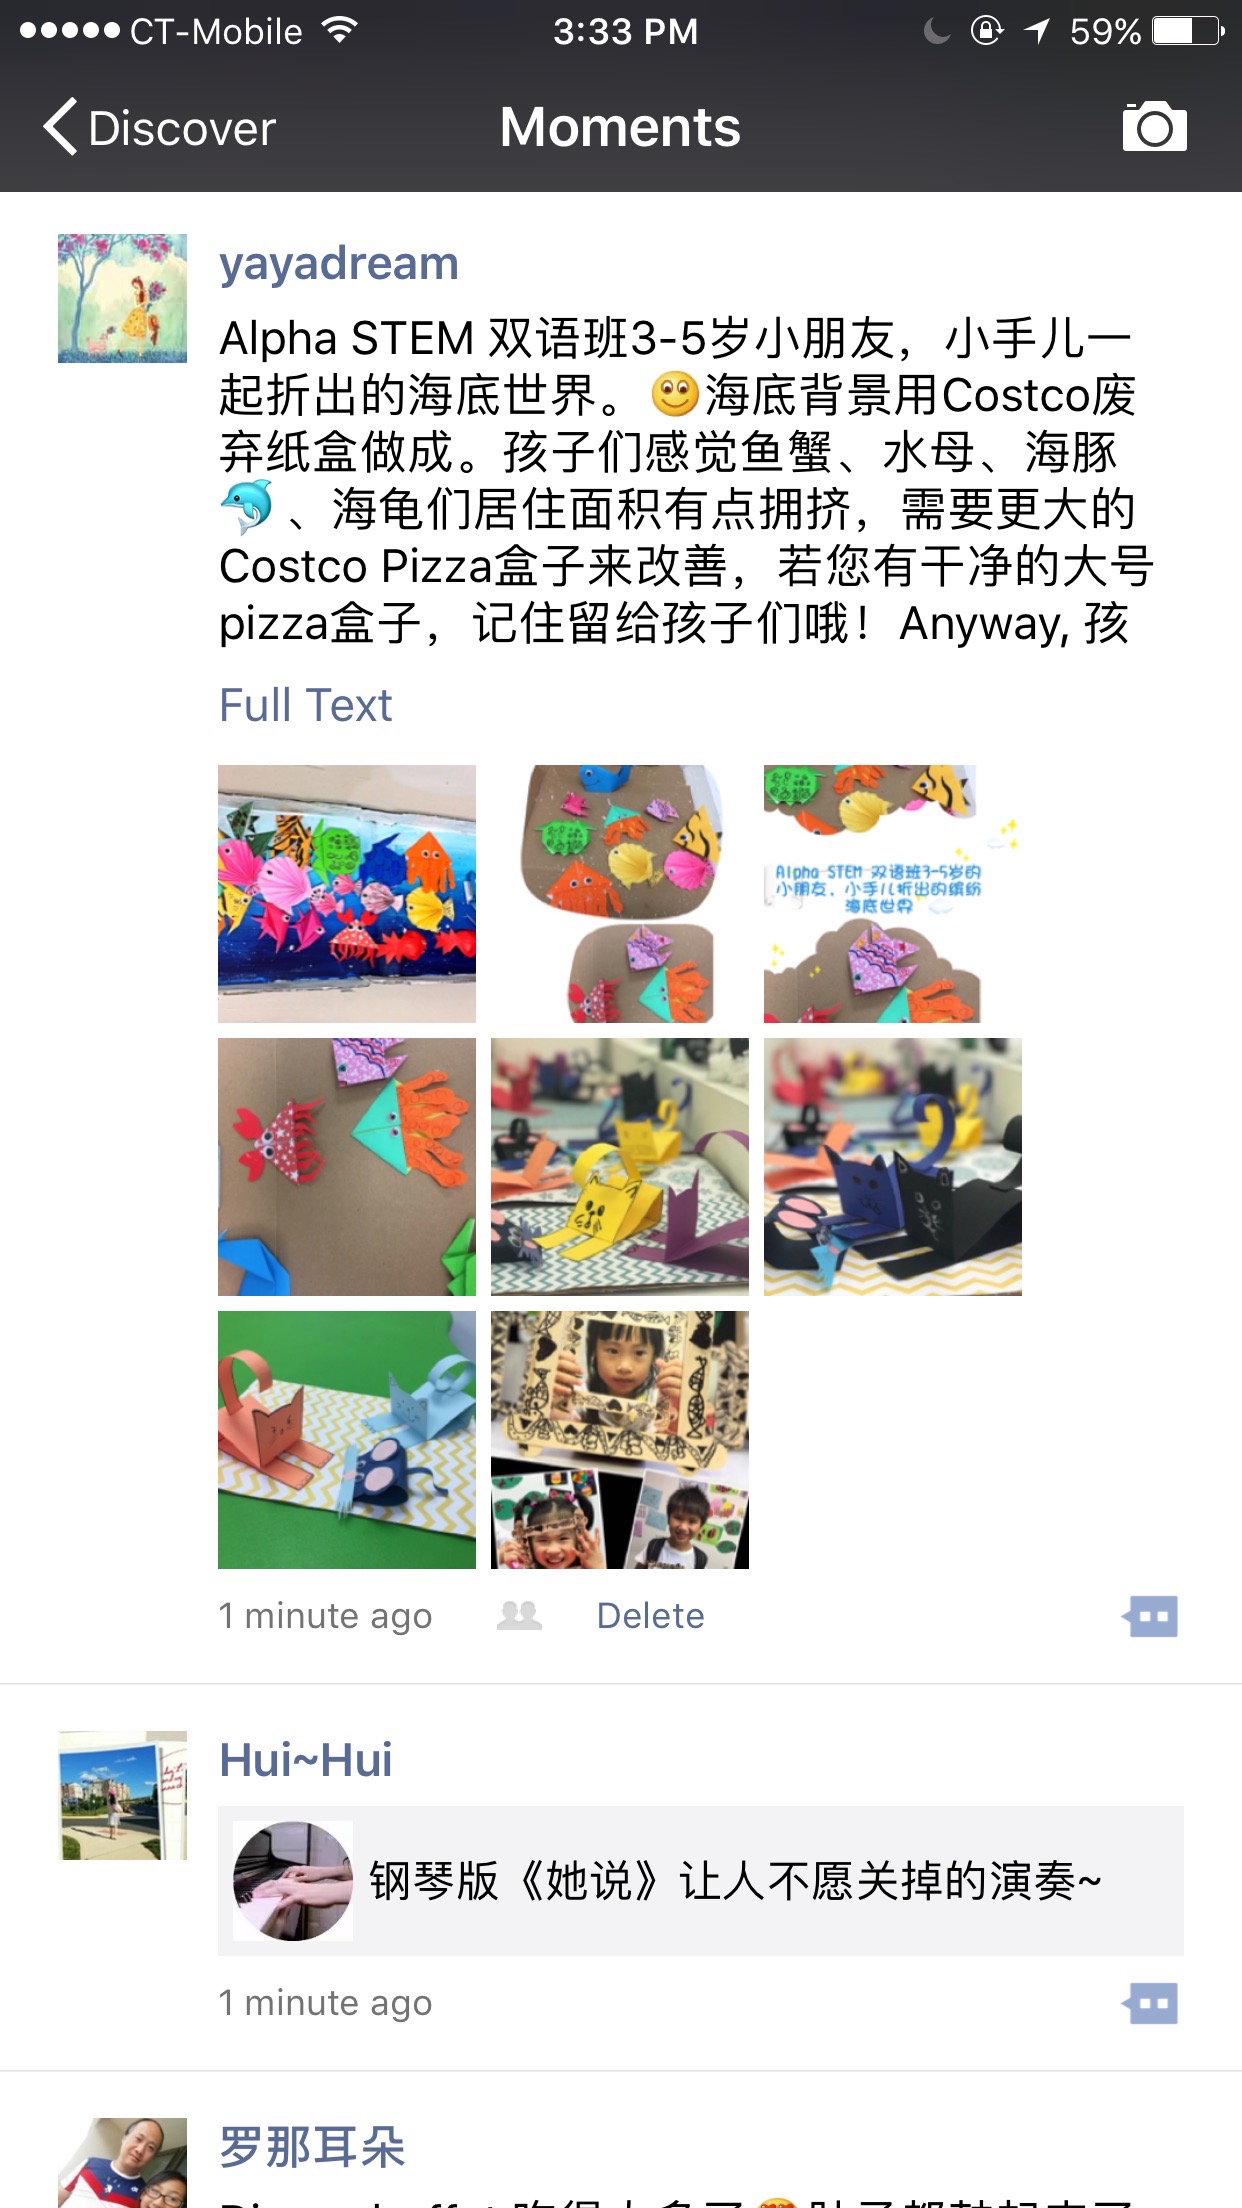 CT-Mobile 3:33 PM 59%
Discover Moments
yayadream
Alpha STEM 双语班3-5岁小朋友，小手儿一
起折出的海底世界。😊海底背景用Costco废
弃纸盒做成。孩子们感觉鱼蟹、水母、海豚
🐬、海龟们居住面积有点拥挤，需要更大的
Costco Pizza盒子来改善，若您有干净的大号
pizza盒子，记住留给孩子们哦！Anyway, 孩
Full Text
Alpha STEM 双语班3-5岁的
小朋友、小手儿折出的缤纷
海底世界
1 minute ago Delete
Hui~Hui
钢琴版《她说》让人不愿关掉的演奏~
1 minute ago
罗那耳朵